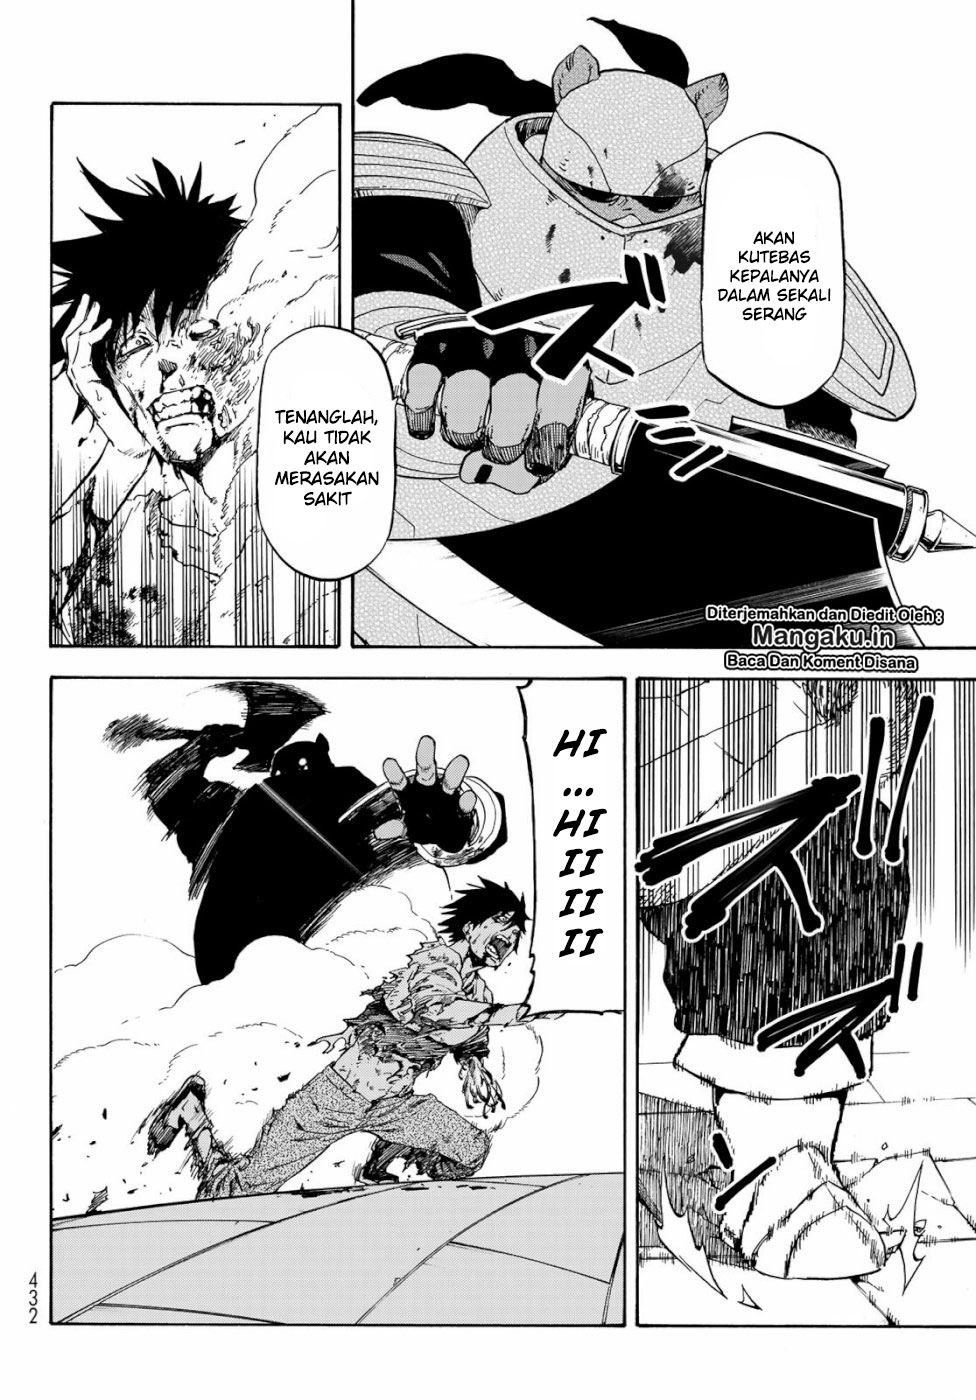 AKAN
KUTEBAS
KEPALANYA
DALAM SEKALI
SERANG
TENANGLAH,
KAU TIDAK
AKAN
MERASAKAN
SAKIT
Diterjemahkan dan Diedit Oleh :
Mangaku.in
Baca Dan Koment Disana
HI
...
HI
II
II
II
432